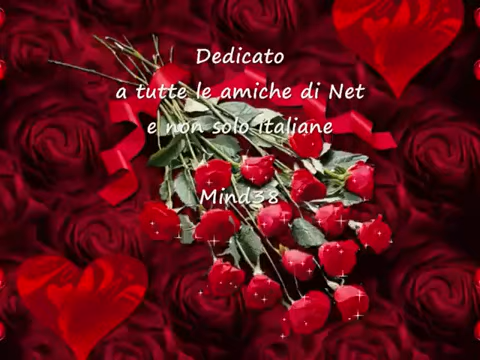 Dedicato
a tutte le amiche di Net
e non solo italiane
Mind38